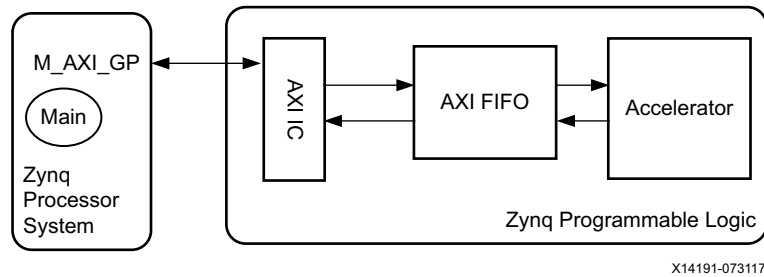 M_AXI_GP
Main
Zynq
Processor
System
AXI IC
AXI FIFO
Accelerator
Zynq Programmable Logic
X14191-073117